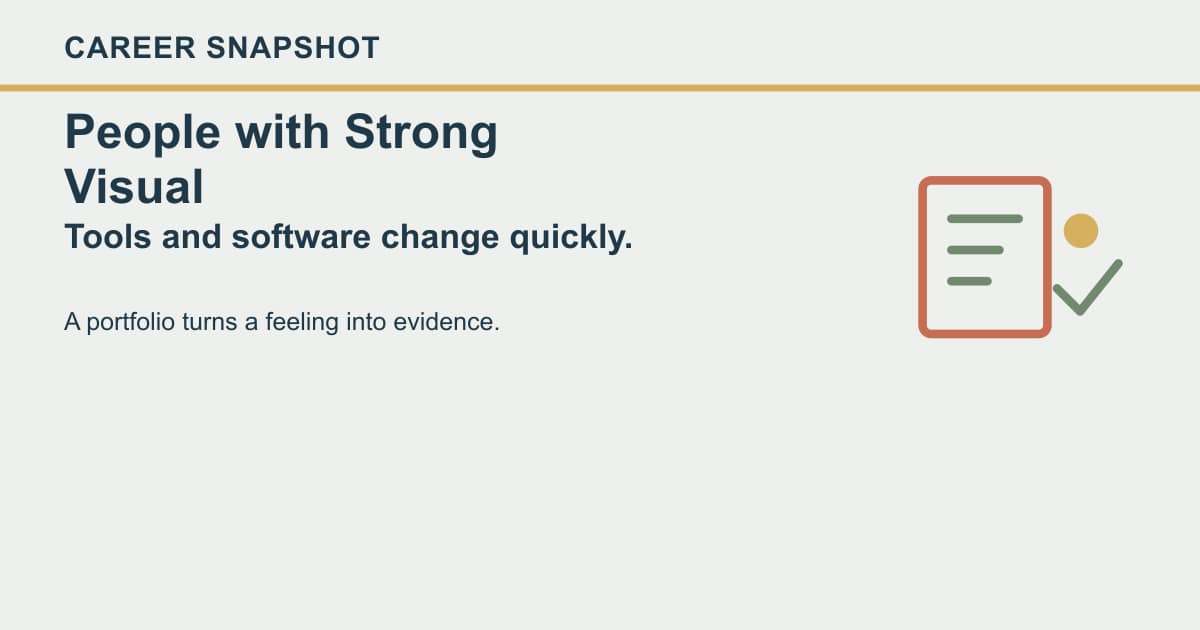 CAREER SNAPSHOT
People with Strong
Visual
Tools and software change quickly.
A portfolio turns a feeling into evidence.